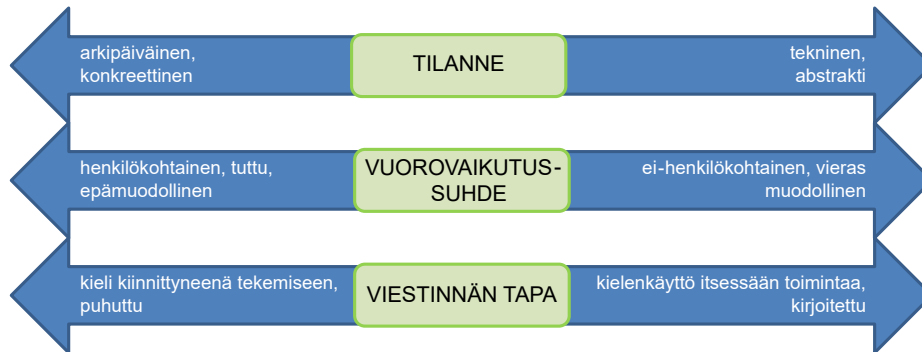 arkipäiväinen,
konkreettinen
TILANNE
tekninen,
abstrakti
henkilökohtainen, tuttu,
epämuodollinen
VUOROVAIKUTUS-
SUHDE
ei-henkilökohtainen, vieras
muodollinen
kieli kiinnittyneenä tekemiseen,
puhuttu
VIESTINNÄN TAPA
kielenkäyttö itsessään toimintaa,
kirjoitettu